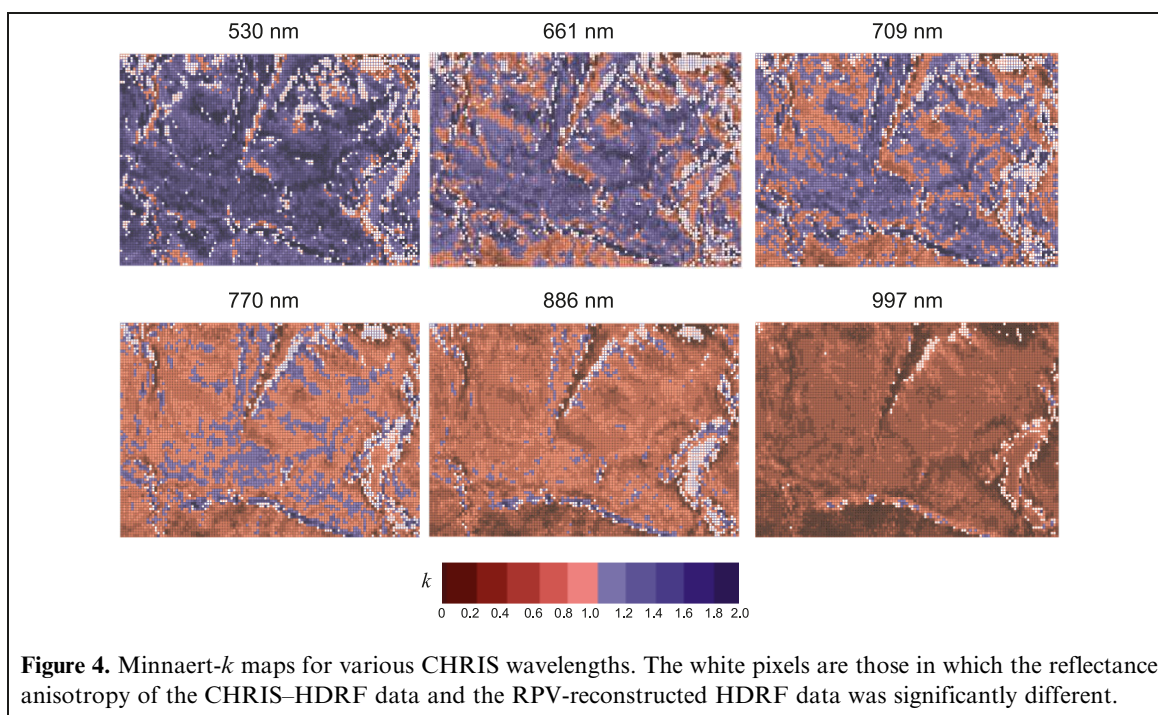 530 nm 661 nm 709 nm
770 nm 886 nm 997 nm
k
0 0.2 0.4 0.6 0.8 1.0 1.2 1.4 1.6 1.8 2.0
Figure 4. Minnaert-k maps for various CHRIS wavelengths. The white pixels are those in which the reflectance
anisotropy of the CHRIS–HDRF data and the RPV-reconstructed HDRF data was significantly different.